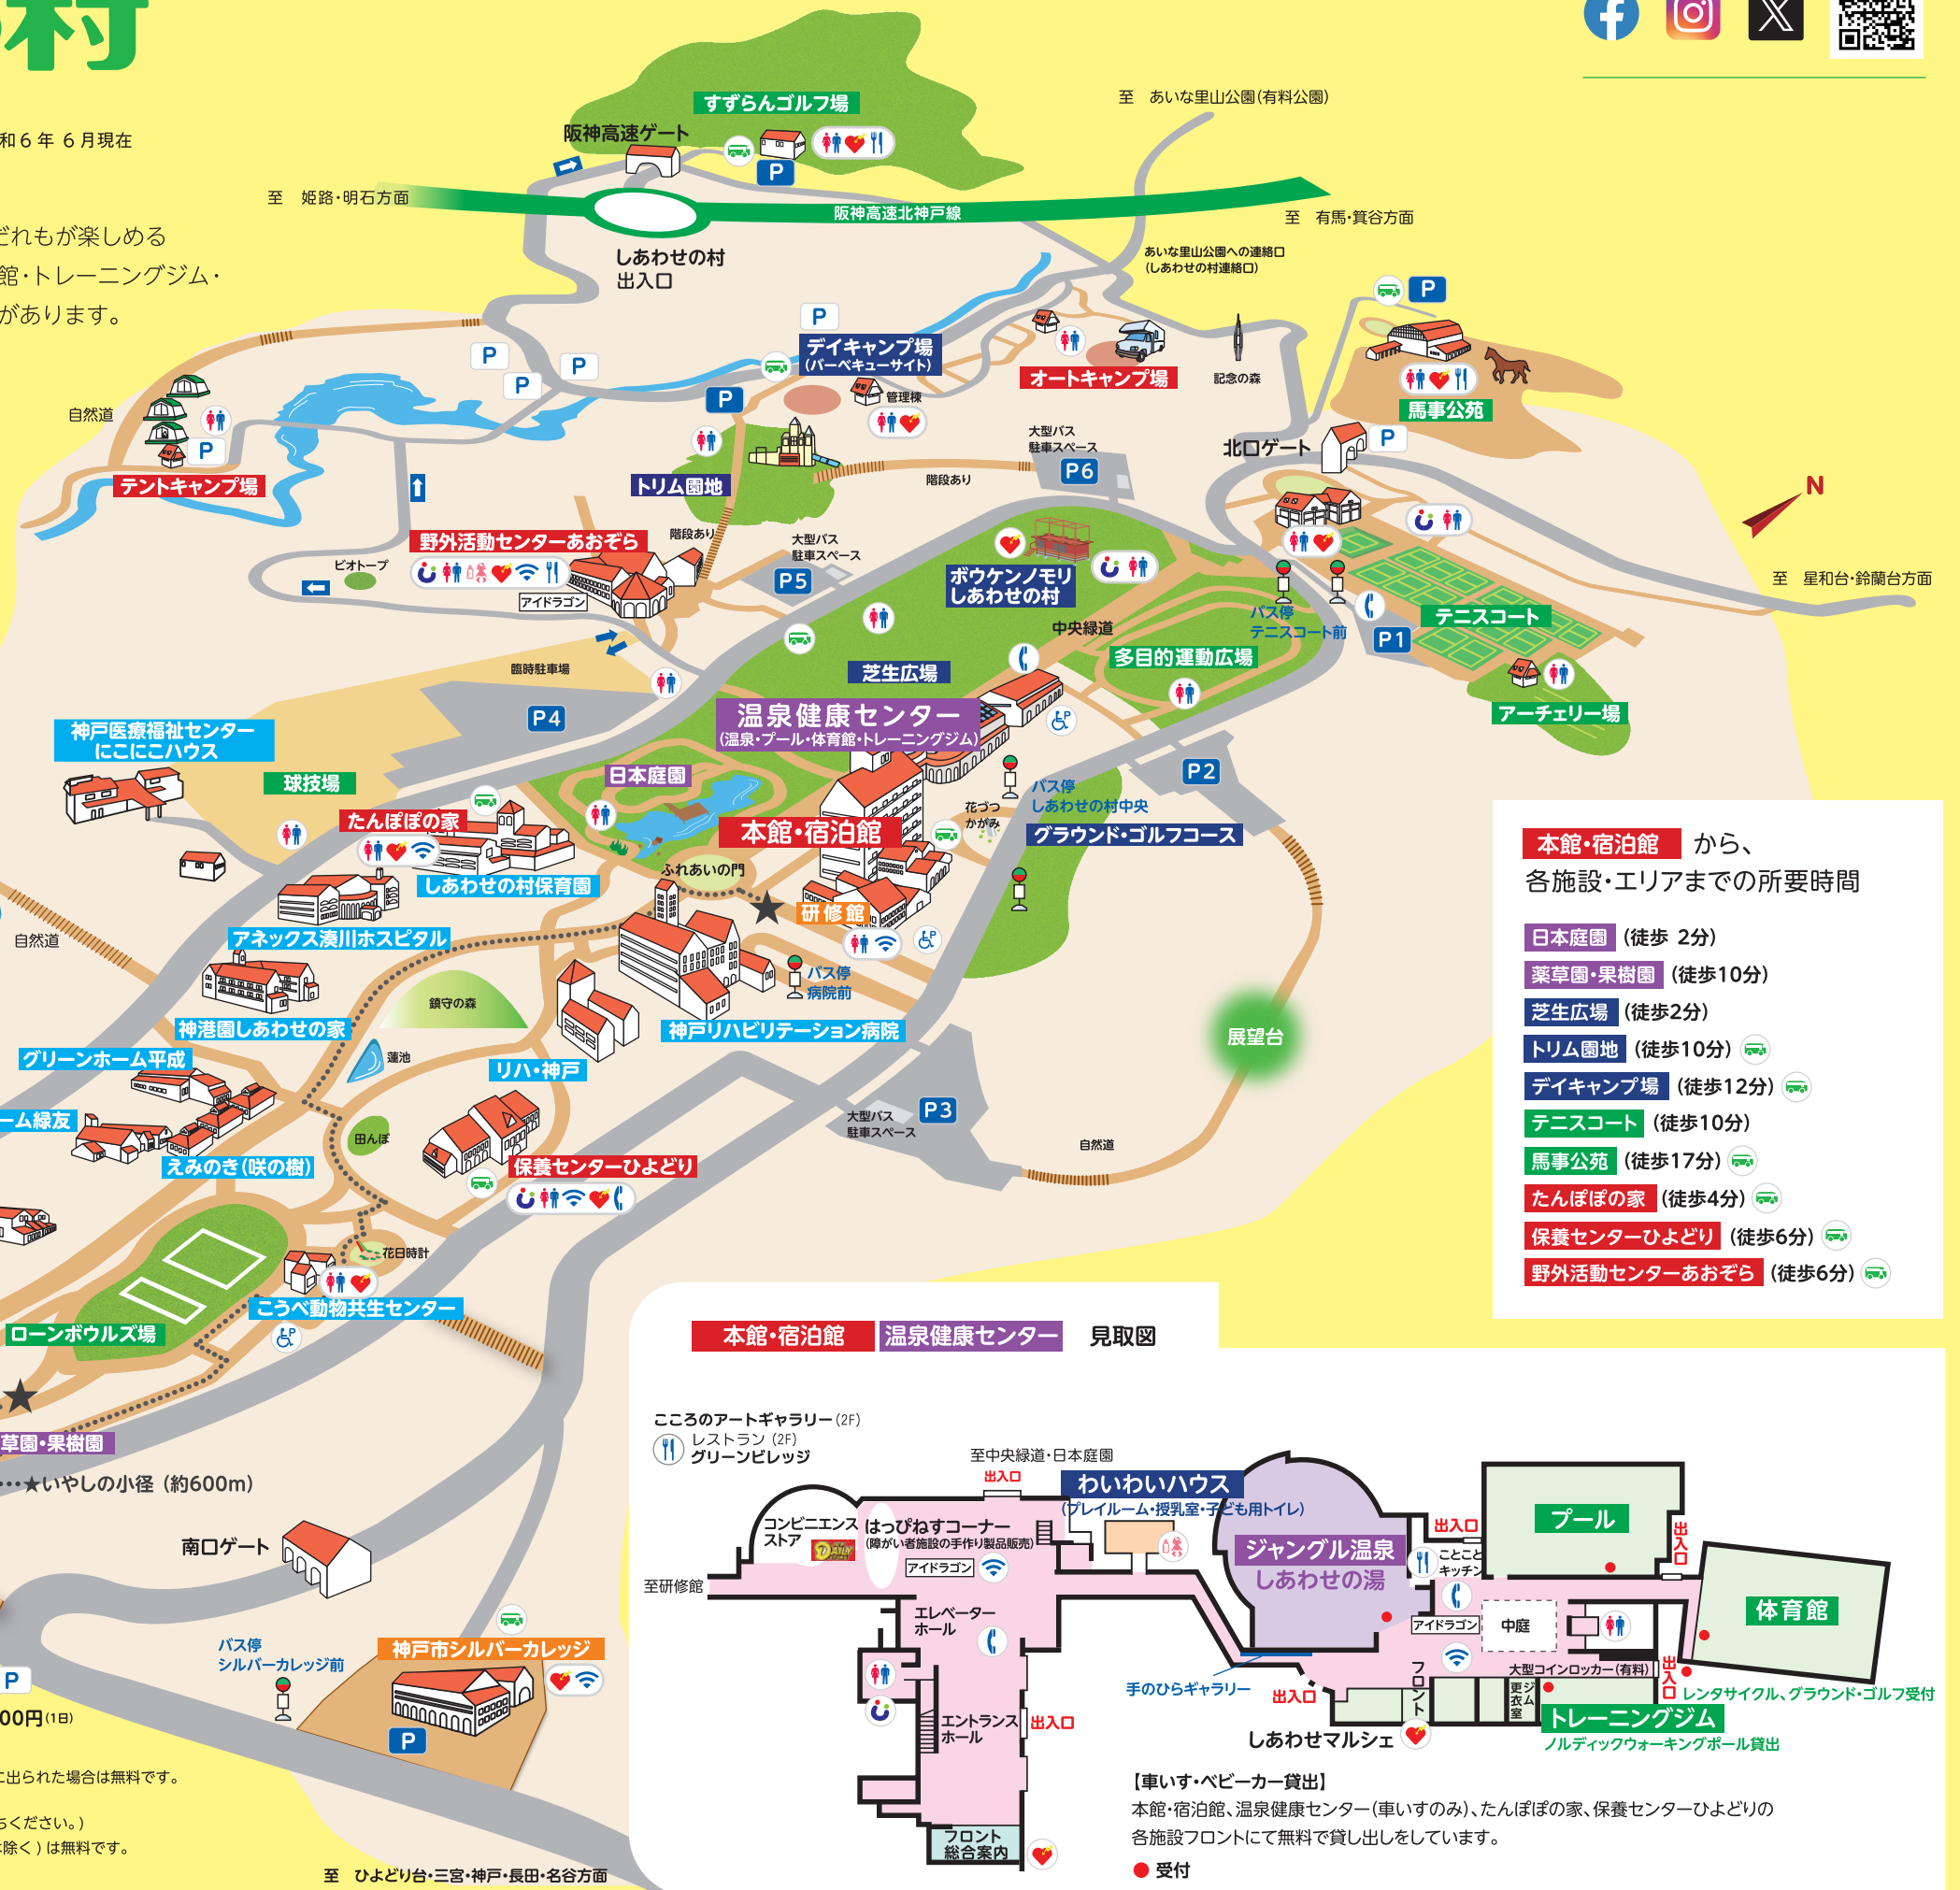 村
和6年 6月現在
だれもが楽しめる
館・トレーニングジム・
があります。
すずらんゴルフ場
阪神高速ゲート
P
至 あいな里山公園(有料公園)
至 姫路・明石方面
阪神高速北神戸線
至 有馬・箕谷方面
しあわせの村
出入口
あいな里山公園への連絡口
(しあわせの村連絡口)
P
P
P
P
P
デイキャンプ場
(バーベキューサイト)
管理棟
P
オートキャンプ場
記念の森
P
馬事公苑
北口ゲート
P
自然道
P
テントキャンプ場
トリム園地
階段あり
大型バス
駐車スペース
P6
N
野外活動センターあおぞら
アイドラゴン
階段あり
ビオトープ
大型バス
駐車スペース
P5
ボウケンノモリ
しあわせの村
中央緑道
バス停
テニスコート前
P1
テニスコート
至 星和台・鈴蘭台方面
臨時駐車場
P4
芝生広場
多目的運動広場
アーチェリー場
神戸医療福祉センター
にこにこハウス
球技場
温泉健康センター
(温泉・プール・体育館・トレーニングジム)
P
日本庭園
P2
バス停
しあわせの村中央
花づつ
かがみ
グラウンド・ゴルフコース
たんぽぽの家
しあわせの村保育園
本館・宿泊館
ふれあいの門
研修館
P
自然道
アネックス湊川ホスピタル
バス停
病院前
鎮守の森
神港園しあわせの家
神戸リハビリテーション病院
展望台
グリーンホーム平成
蓮池
リハ・神戸
ーム緑友
田んぼ
えみのき(咲の樹)
大型バス
駐車スペース
P3
自然道
保養センターひよどり
花日時計
こうべ動物共生センター
P
ローンボウルズ場
草園・果樹園
・・・★いやしの小径 (約600m)
南口ゲート
バス停
シルバーカレッジ前
神戸市シルバーカレッジ
P
P
00円(1日)
に出られた場合は無料です。
ちください。)
は除く)は無料です。
至 ひよどり台・三宮・神戸・長田・名谷方面
本館・宿泊館 から、
各施設・エリアまでの所要時間
日本庭園 (徒歩 2分)
薬草園・果樹園 (徒歩10分)
芝生広場 (徒歩2分)
トリム園地 (徒歩10分)
デイキャンプ場 (徒歩12分)
テニスコート (徒歩10分)
馬事公苑 (徒歩17分)
たんぽぽの家 (徒歩4分)
保養センターひよどり (徒歩6分)
野外活動センターあおぞら (徒歩6分)
本館・宿泊館 温泉健康センター 見取図
こころのアートギャラリー(2F)
レストラン (2F)
グリーンビレッジ
至中央緑道・日本庭園
出入口
わいわいハウス
(プレイルーム・授乳室・子ども用トイレ)
コンビニエンス
ストア
DAILY
はっぴねすコーナー
(障がい者施設の手作り製品販売)
アイドラゴン
至研修館
エレベーター
ホール
エントランス
ホール
出入口
フロント
総合案内
ジャングル温泉
しあわせの湯
出入口
ことこと
キッチン
アイドラゴン
中庭
プール
出入口
体育館
手のひらギャラリー
出入口
フロント
大型コインロッカー(有料)
ジム
更衣室
出入口
レンタサイクル、グラウンド・ゴルフ受付
トレーニングジム
ノルディックウォーキングポール貸出
しあわせマルシェ
【車いす・ベビーカー貸出】
本館・宿泊館、温泉健康センター(車いすのみ)、たんぽぽの家、保養センターひよどりの
各施設フロントにて無料で貸し出しをしています。
● 受付